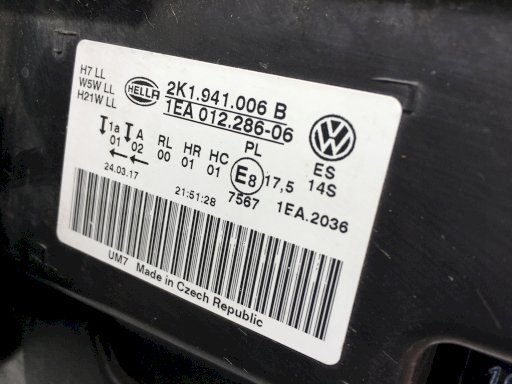 H7 LL
W5W LL
H21W LL
HELLA
2K1.941.006 B
1EA 012.286-06
1a A RL HR HC PL
01 02 00 01 01 E8 17,5
ES
14S
24.03.17 21:51:28 7567 1EA.2036
UM7 Made in Czech Republic